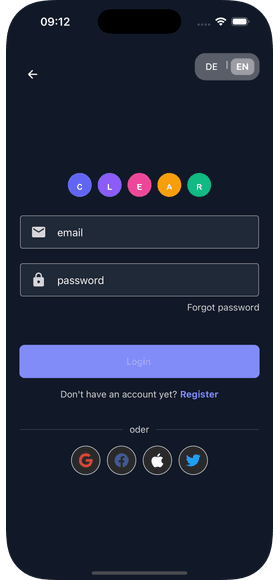 09:12
DE | EN
C L E A R
email
password
Forgot password
Login
Don't have an account yet? Register
oder